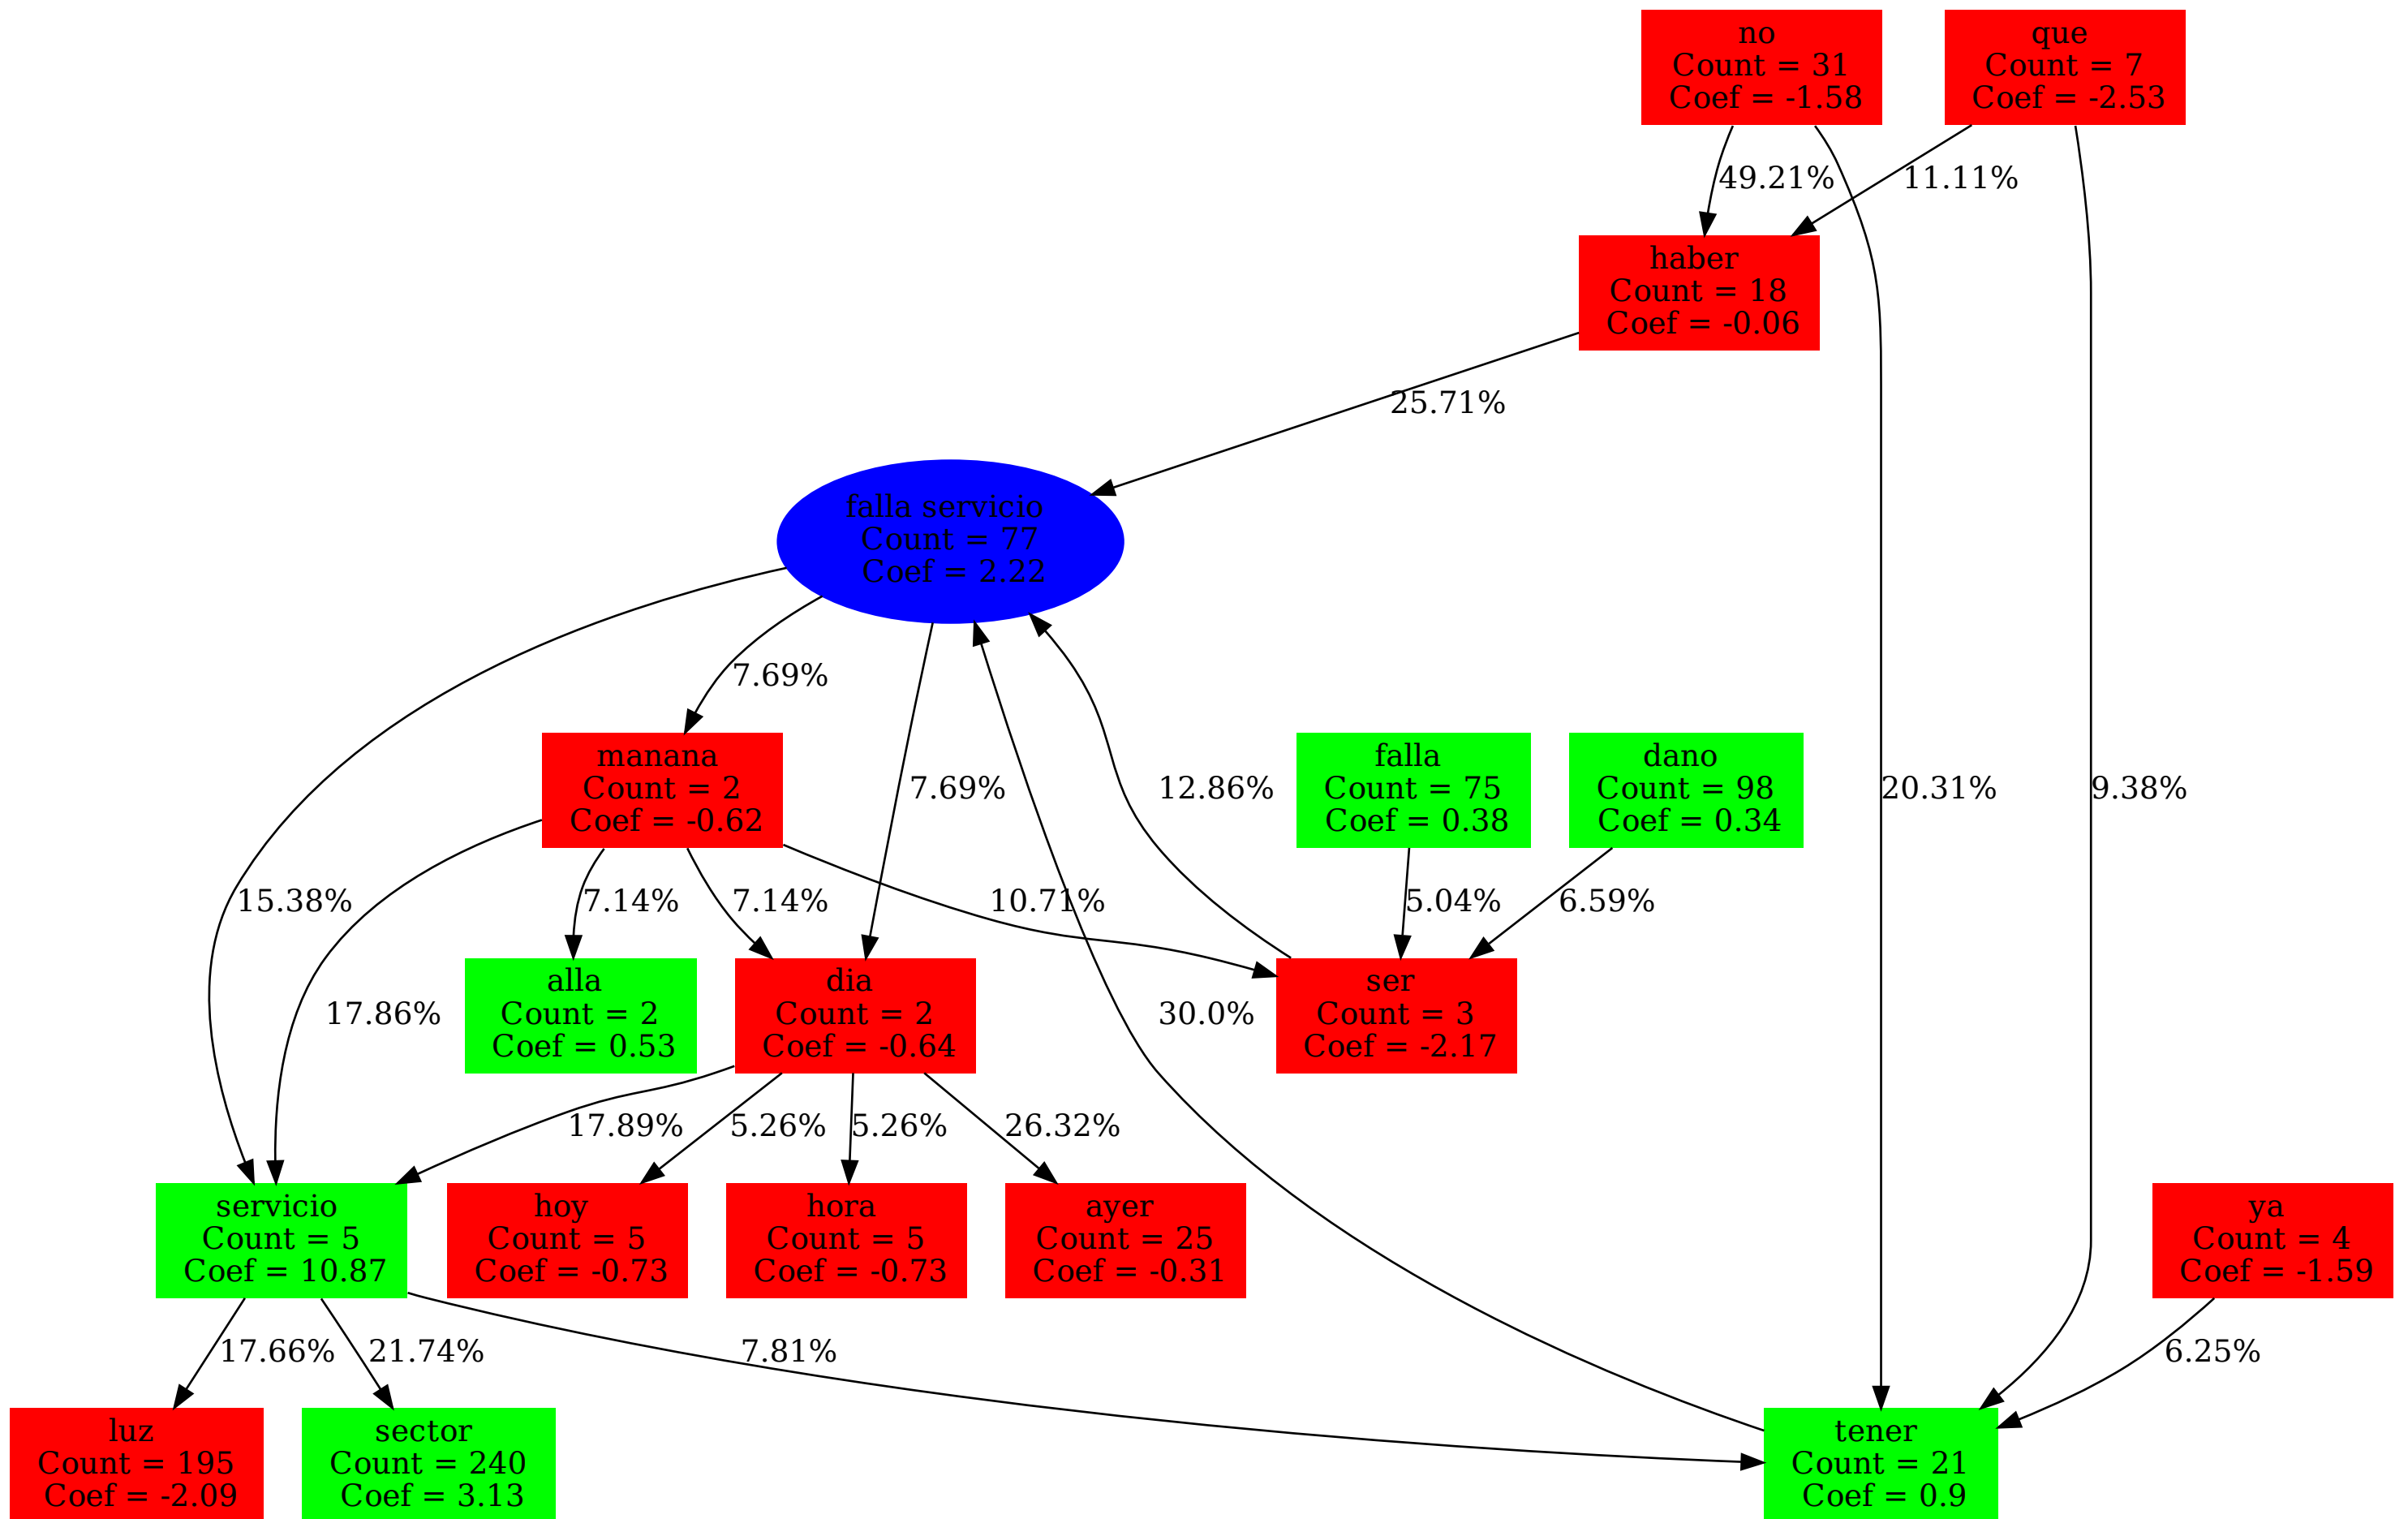 no
Count = 31
Coef = -1.58
que
Count = 7
Coef = -2.53
49.21%
11.11%
haber
Count = 18
Coef = -0.06
25.71%
falla servicio
Count = 77
Coef = 2.22
7.69%
manana
Count = 2
Coef = -0.62
7.69%
12.86%
falla
Count = 75
Coef = 0.38
dano
Count = 98
Coef = 0.34
20.31%
9.38%
15.38%
7.14%
7.14%
10.71%
5.04%
6.59%
17.86%
alla
Count = 2
Coef = 0.53
dia
Count = 2
Coef = -0.64
30.0%
ser
Count = 3
Coef = -2.17
17.89%
5.26%
5.26%
26.32%
servicio
Count = 5
Coef = 10.87
hoy
Count = 5
Coef = -0.73
hora
Count = 5
Coef = -0.73
ayer
Count = 25
Coef = -0.31
ya
Count = 4
Coef = -1.59
17.66%
21.74%
7.81%
6.25%
luz
Count = 195
Coef = -2.09
sector
Count = 240
Coef = 3.13
tener
Count = 21
Coef = 0.9